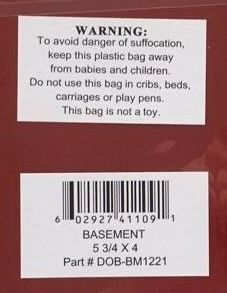 WARNING:
To avoid danger of suffocation,
keep this plastic bag away
from babies and children.
Do not use this bag in cribs, beds,
carriages or play pens.
This bag is not a toy.
6 02927 41109 1
BASEMENT
5 3/4 X 4
Part # DOB-BM1221